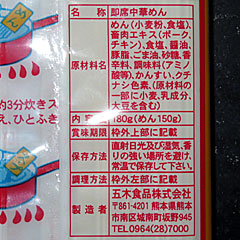 名称 即席中華めん
原材料名
めん(小麦粉、食塩)、
畜肉エキス(ポーク、
チキン)、食塩、醤油、
豚脂、ごま油、砂糖、香
辛料、調味料(アミノ
酸等)、かんすい、クチ
ナシ色素、(原材料の
一部に小麦、乳成分、
大豆を含む)
内容量 180g(めん150g)
賞味期限 枠外上部に記載
保存方法
直射日光及び湿気、香
りの強い場所を避け、
常温で保存して下さい。
調理方法 枠外左部に記載
製造者
五木食品株式会社
〒861-4201 熊本県熊本
市南区城南町坂野945
TEL 0964(28)7000
約3分炊きス
え、ひとふき